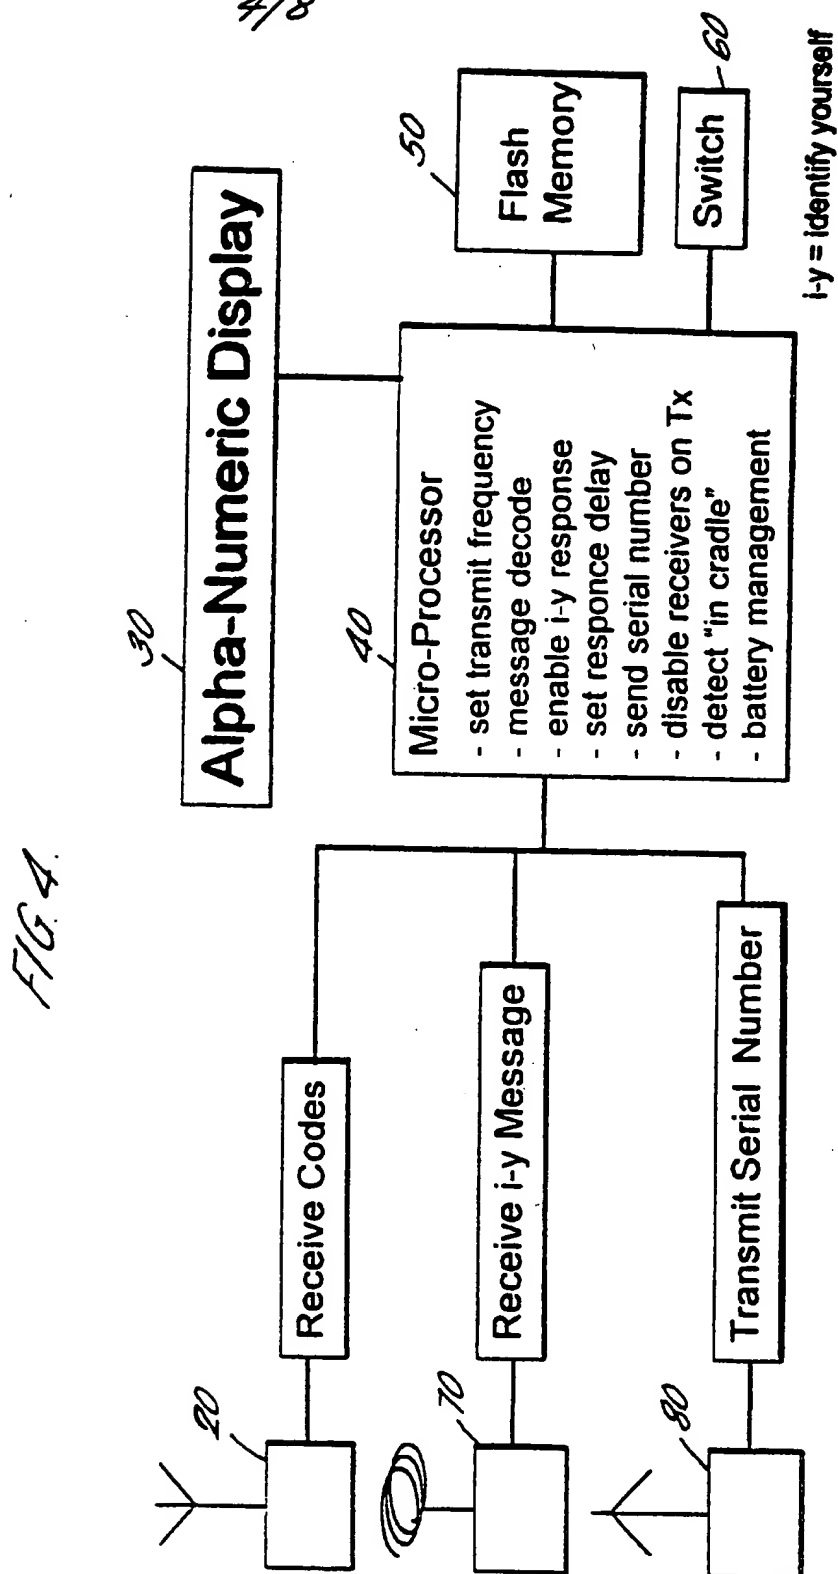 4/8
FIG. 4.
30
Alpha-Numeric Display
20
Receive Codes
40
Micro-Processor
- set transmit frequency
- message decode
- enable i-y response
- set responce delay
- send serial number
- disable receivers on Tx
- detect "in cradle"
- battery management
50
Flash
Memory
60
Switch
70
Receive i-y Message
80
Transmit Serial Number
i-y = identify yourself